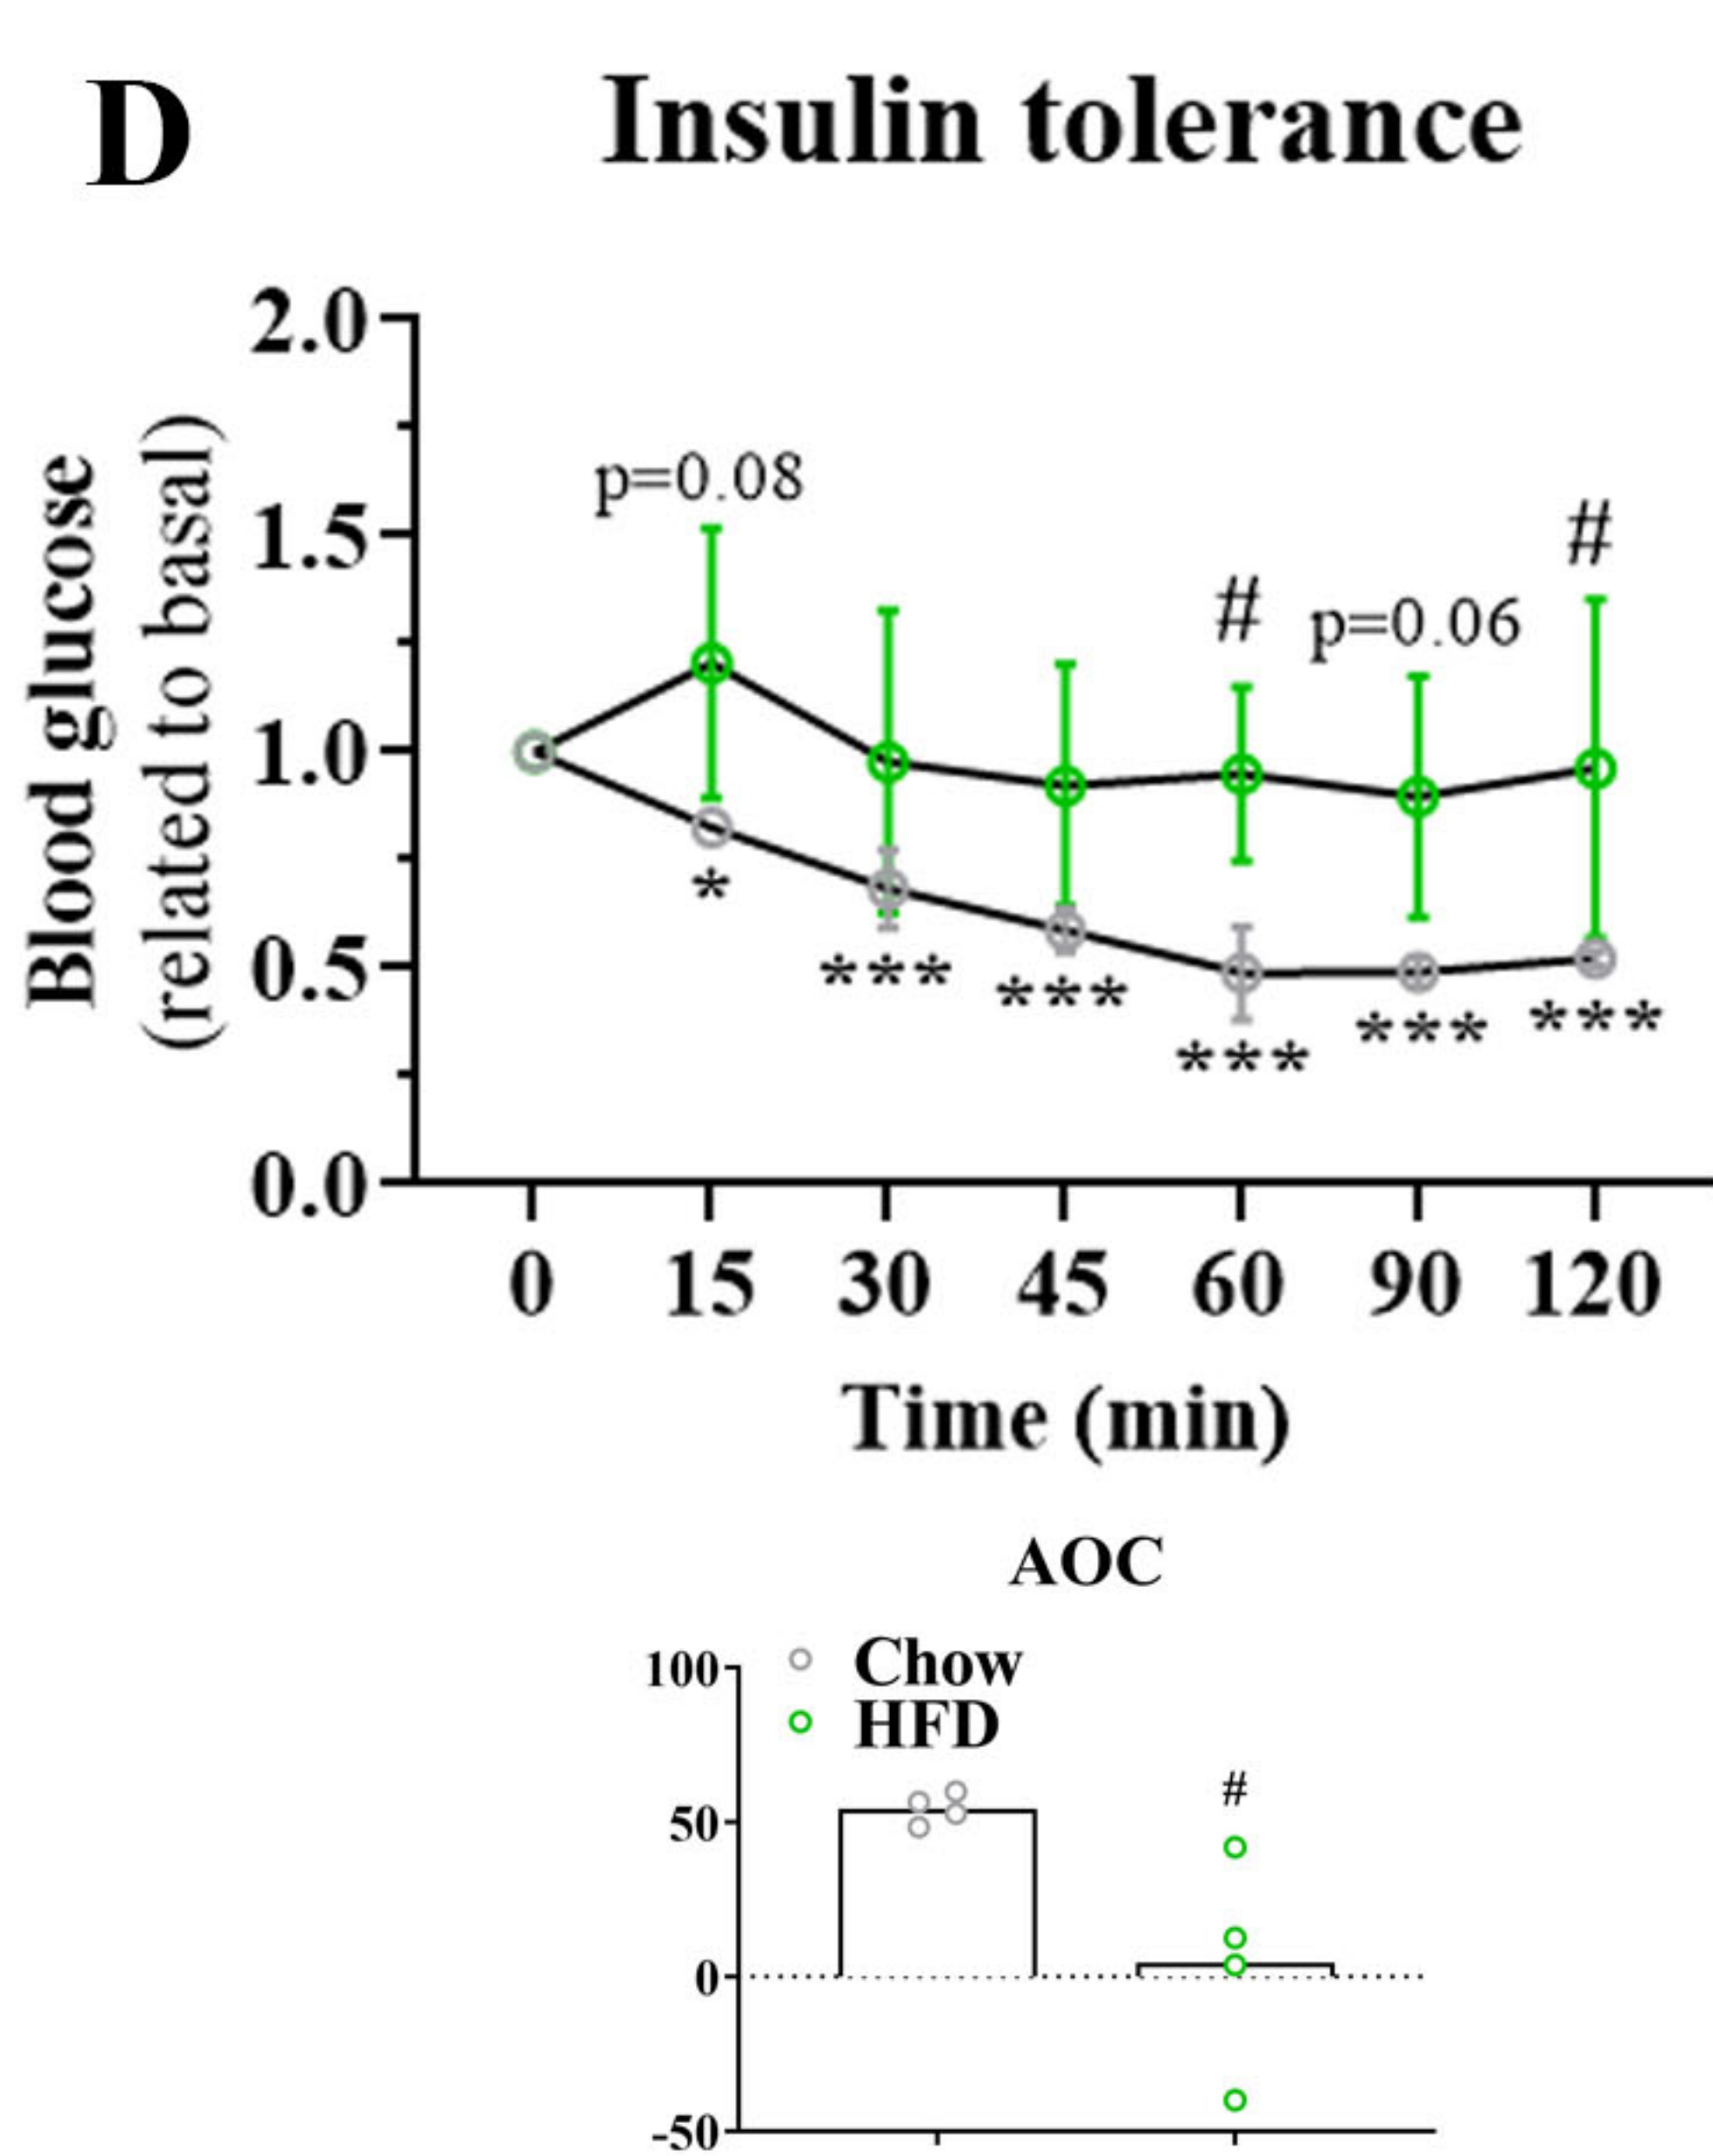 D
Insulin tolerance
Blood glucose
(related to basal)
2.0
1.5
1.0
0.5
0.0
p=0.08
#
p=0.06
#
*
***
***
***
***
***
0 15 30 45 60 90 120
Time (min)
AOC
Chow
HFD
#
100
50
0
-50